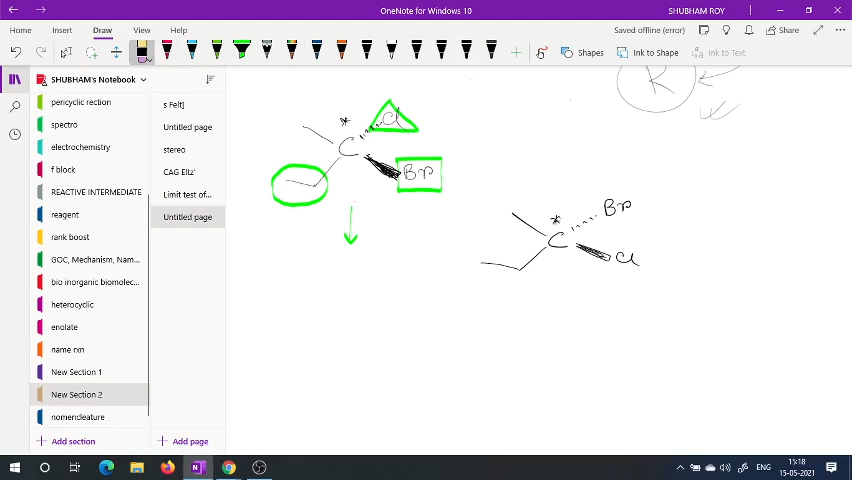 OneNote for Windows 10
SHUBHAM ROY
Home Insert Draw View Help
Saved offline (error) Share
Shapes Ink to Shape Ink to Text
SHUBHAM's Notebook
pericyclic rection
spectro
electrochemistry
f block
REACTIVE INTERMEDIATE
reagent
rank boost
GOC, Mechanism, Nam...
bio inorganic biomolec...
heterocyclic
enolate
name rxn
New Section 1
New Section 2
nomencleature
Add section
s Felt]
Untitled page
stereo
CAG Ellz'
Limit test of...
Untitled page
Add page
R
* Cl
C
Br
* Br
C
Cl
ENG
15:18
15-05-2021